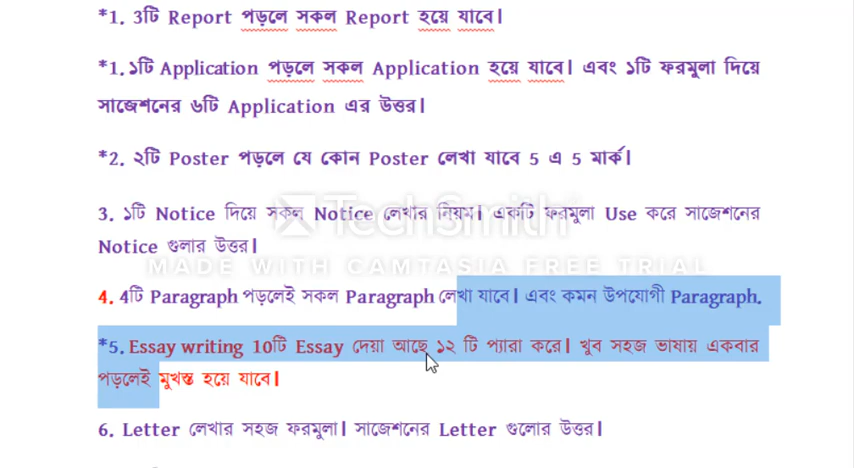 *1. 3টি Report পড়লে সকল Report হয়ে যাবে।
*1. ১টি Application পড়লে সকল Application হয়ে যাবে। এবং ১টি ফরমুলা দিয়ে
সাজেশনের ৬টি Application এর উত্তর।
*2. ২টি Poster পড়লে যে কোন Poster লেখা যাবে 5 এ 5 মার্ক।
3. ১টি Notice দিয়ে সকল Notice লেখার নিয়ম। একটি ফরমুলা Use করে সাজেশনের
TechSmith
Notice গুলার উত্তর।
MADE WITH CAMTASIA FREE TRIAL
4. 4টি Paragraph পড়লেই সকল Paragraph লেখা যাবে। এবং কমন উপযোগী Paragraph.
*5. Essay writing 10টি Essay দেয়া আছে ১২ টি প্যারা করে। খুব সহজ ভাষায় একবার
পড়লেই মুখস্ত হয়ে যাবে।
6. Letter লেখার সহজ ফরমুলা। সাজেশনের Letter গুলোর উত্তর।